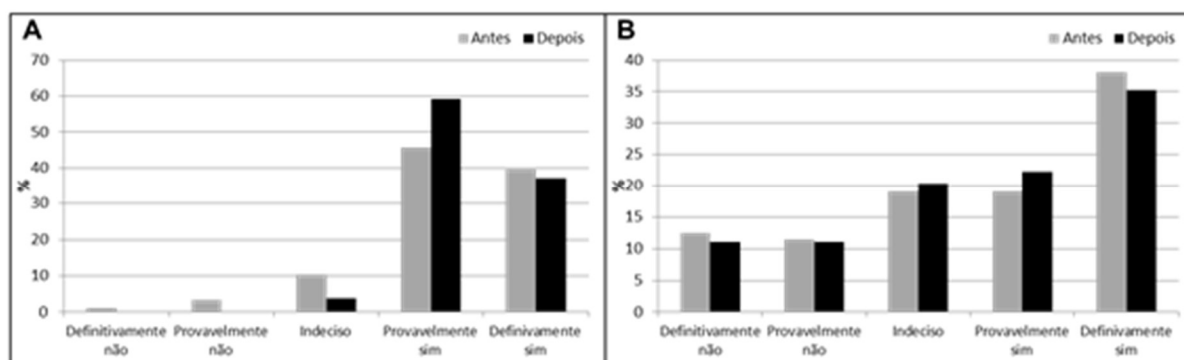 A
Antes Depois
70
60
50
40
30
20
10
0
%
Definitivamente não
Provavelmente não
Indeciso
Provavelmente sim
Definivamente sim
B
Antes Depois
40
35
30
25
20
15
10
5
0
%
Definitivamente não
Provavelmente não
Indeciso
Provavelmente sim
Definivamente sim